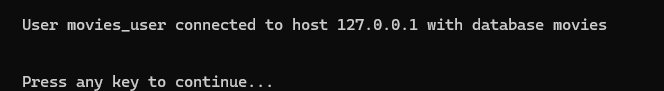 User movies_user connected to host 127.0.0.1 with database movies
Press any key to continue...